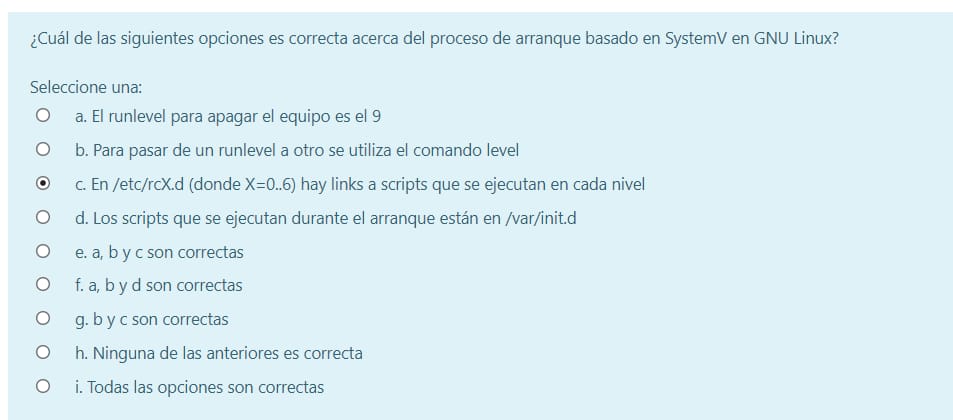 ¿Cuál de las siguientes opciones es correcta acerca del proceso de arranque basado en SystemV en GNU Linux?
Seleccione una:
a. El runlevel para apagar el equipo es el 9
b. Para pasar de un runlevel a otro se utiliza el comando level
c. En /etc/rcX.d (donde X=0..6) hay links a scripts que se ejecutan en cada nivel
d. Los scripts que se ejecutan durante el arranque están en /var/init.d
e. a, b y c son correctas
f. a, b y d son correctas
g. b y c son correctas
h. Ninguna de las anteriores es correcta
i. Todas las opciones son correctas